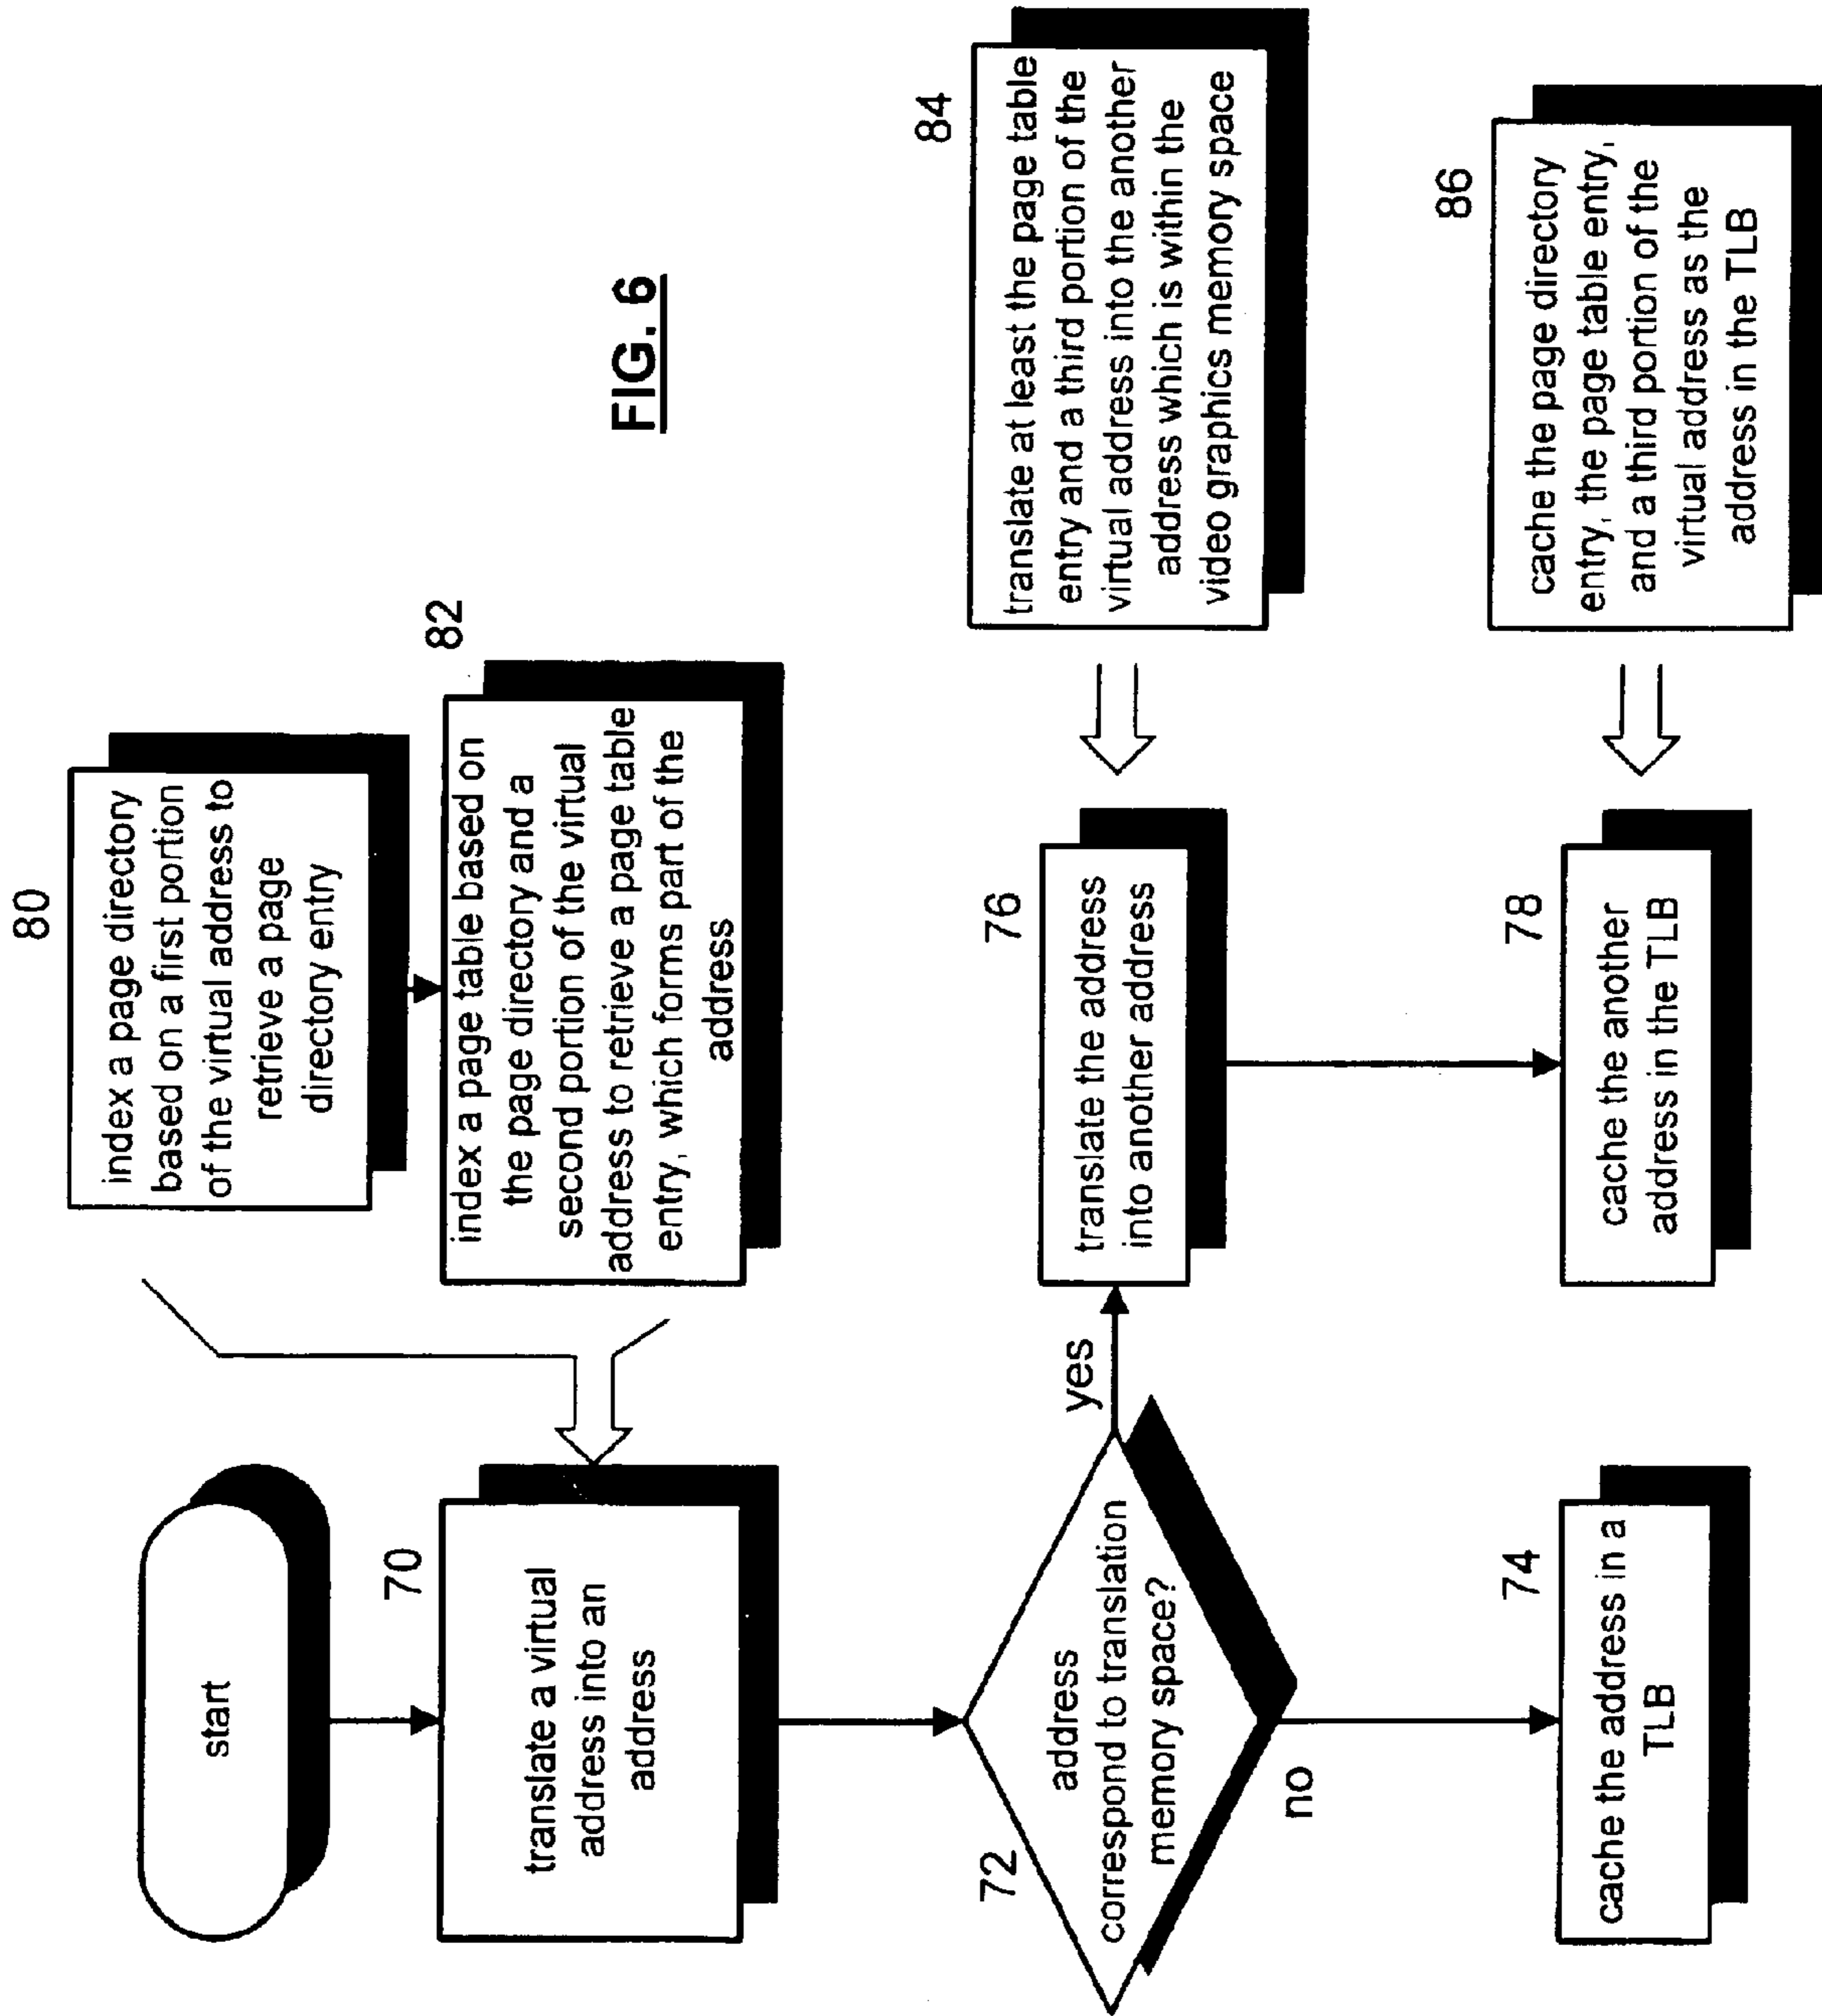 start
70
translate a virtual
address into an
address
72
address
correspond to translation
memory space?
yes
no
74
cache the address in a
TLB
80
index a page directory
based on a first portion
of the virtual address to
retrieve a page
directory entry
82
index a page table based on
the page directory and a
second portion of the virtual
address to retrieve a page table
entry, which forms part of the
address
76
translate the address
into another address
78
cache the another
address in the TLB
FIG. 6
84
translate at least the page table
entry and a third portion of the
virtual address into the another
address which is within the
video graphics memory space
86
cache the page directory
entry, the page table entry,
and a third portion of the
virtual address as the
address in the TLB